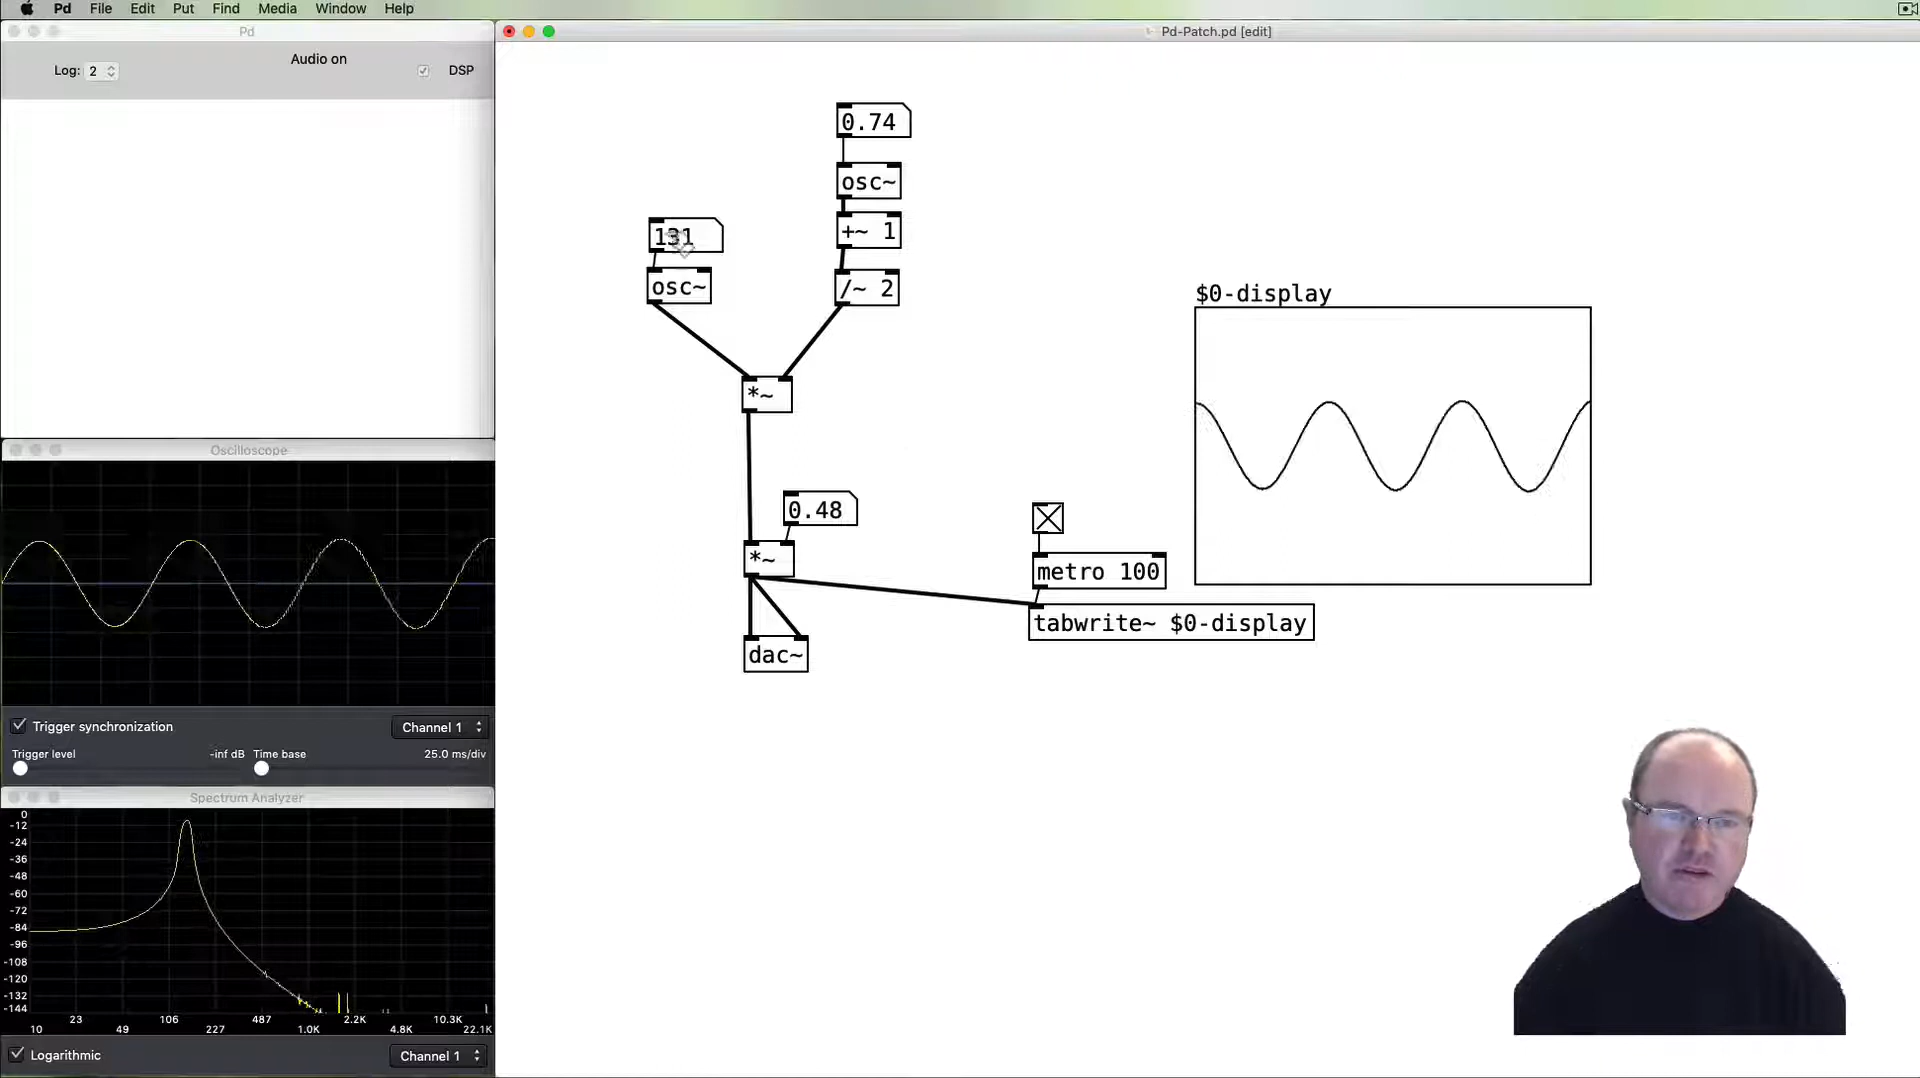 Pd File Edit Put Find Media Window Help
Pd
Audio on
Log: 2
DSP
Pd-Patch.pd [edit]
0.74
osc~
+~ 1
/~ 2
131
osc~
*~
0.48
*~
dac~
metro 100
tabwrite~ $0-display
$0-display
Oscilloscope
Trigger synchronization
Channel 1
Trigger level
-inf dB
Time base
25.0 ms/div
Spectrum Analyzer
0
-12
-24
-36
-48
-60
-72
-84
-96
-108
-120
-132
-144
23 106 487 2.2K 10.3K
10 49 227 1.0K 4.8K 22.1K
Logarithmic
Channel 1